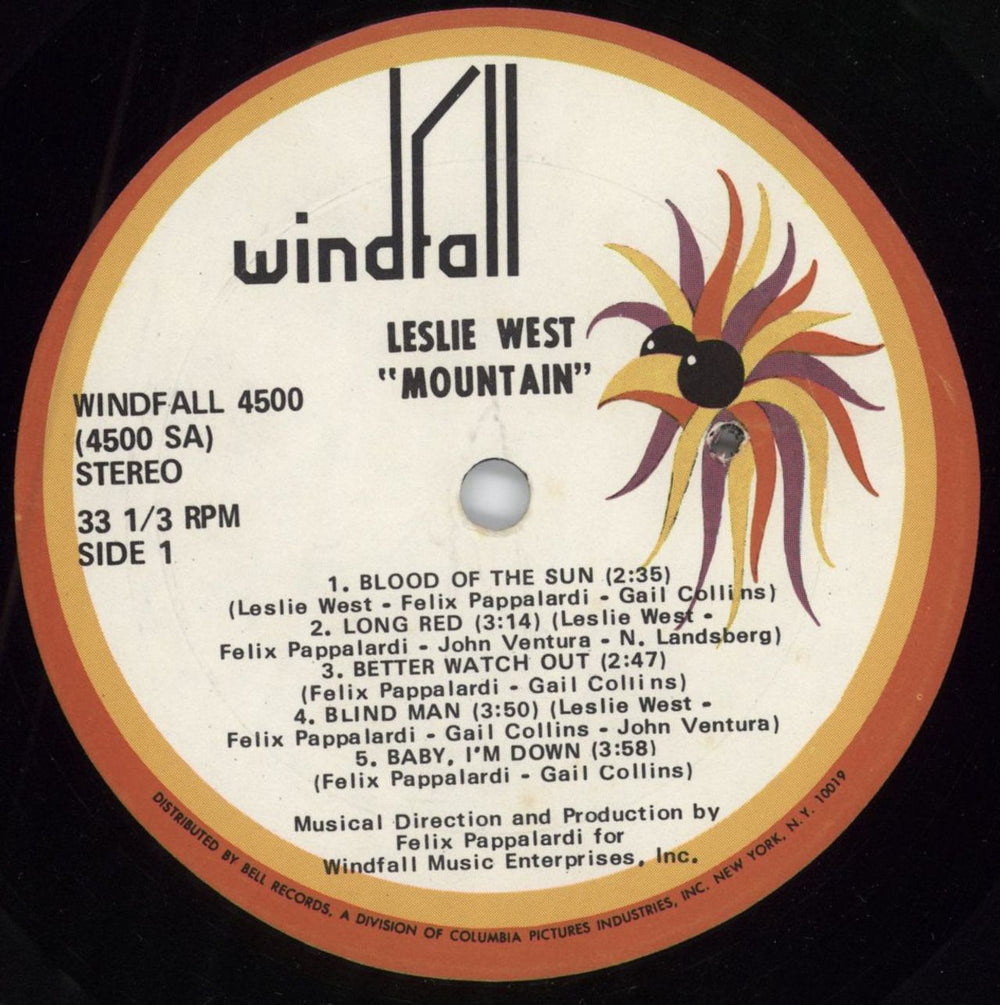 windfall
LESLIE WEST
"MOUNTAIN"
WINDFALL 4500
(4500 SA)
STEREO
33 1/3 RPM
SIDE 1
1. BLOOD OF THE SUN (2:35)
(Leslie West - Felix Pappalardi - Gail Collins)
2. LONG RED (3:14) (Leslie West -
Felix Pappalardi - John Ventura - N. Landsberg)
3. BETTER WATCH OUT (2:47)
(Felix Pappalardi - Gail Collins)
4. BLIND MAN (3:50) (Leslie West -
Felix Pappalardi - Gail Collins - John Ventura)
5. BABY, I'M DOWN (3:58)
(Felix Pappalardi - Gail Collins)
Musical Direction and Production by
Felix Pappalardi for
Windfall Music Enterprises, Inc.
DISTRIBUTED BY BELL RECORDS, A DIVISION OF COLUMBIA PICTURES INDUSTRIES, INC. NEW YORK, N.Y. 10019